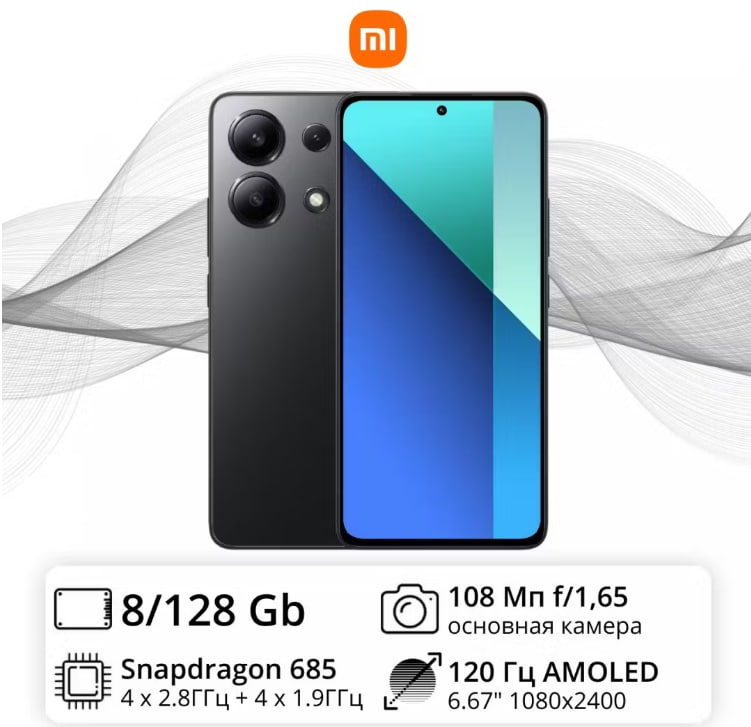 mi
8/128 Gb
108 Мп f/1,65
основная камера
Snapdragon 685
4 x 2.8ГГц + 4 x 1.9ГГц
120 Гц AMOLED
6.67" 1080x2400